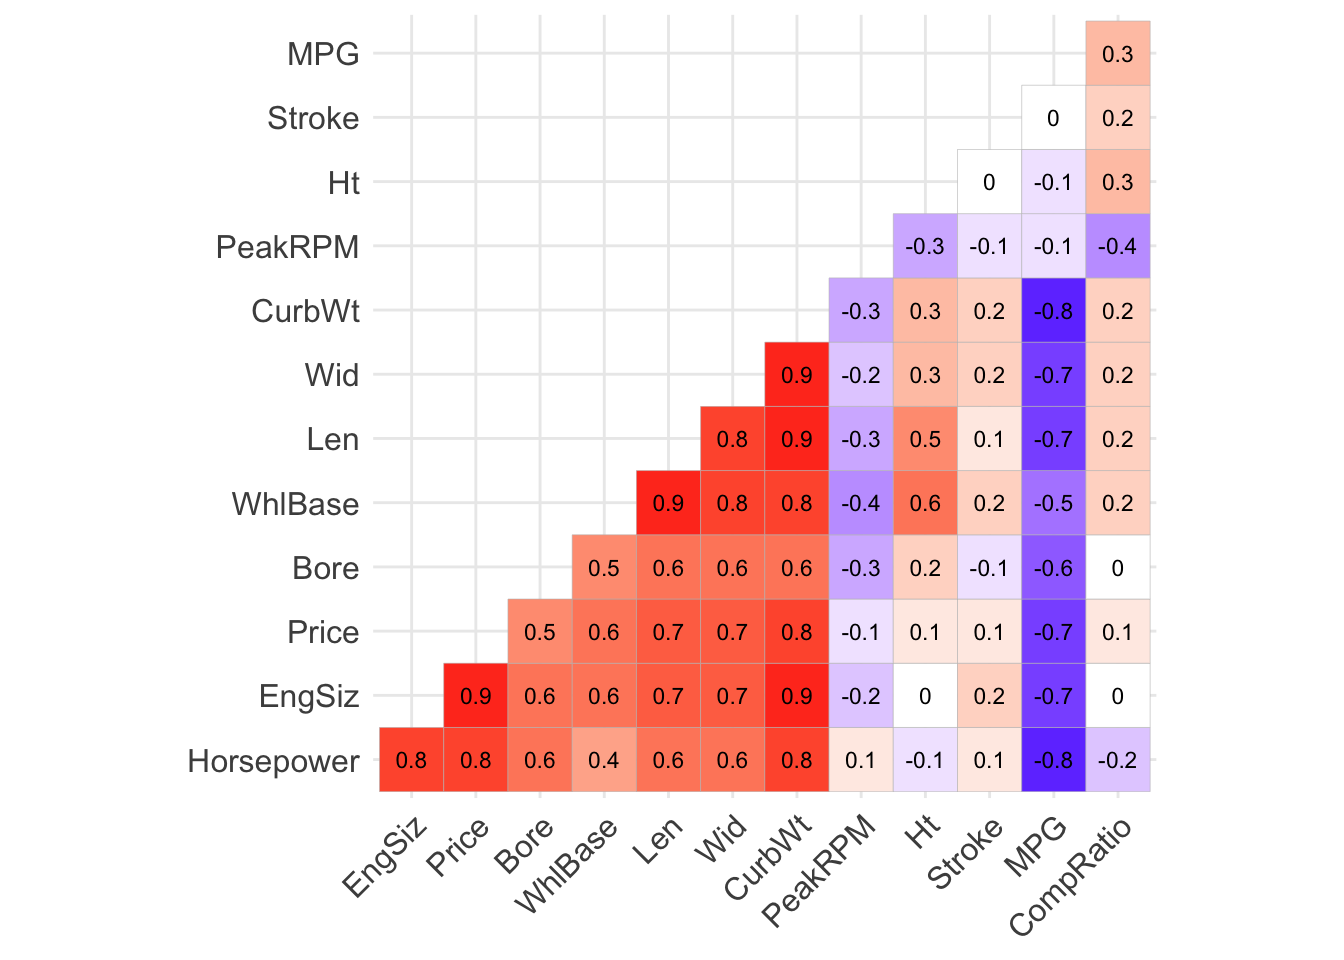 MPG 0.3
Stroke 0 0.2
Ht 0 -0.1 0.3
PeakRPM -0.3 -0.1 -0.1 -0.4
CurbWt -0.3 0.3 0.2 -0.8 0.2
Wid 0.9 -0.2 0.3 0.2 -0.7 0.2
Len 0.8 0.9 -0.3 0.5 0.1 -0.7 0.2
WhlBase 0.9 0.8 0.8 -0.4 0.6 0.2 -0.5 0.2
Bore 0.5 0.6 0.6 0.6 -0.3 0.2 -0.1 -0.6 0
Price 0.5 0.6 0.7 0.7 0.8 -0.1 0.1 0.1 -0.7 0.1
EngSiz 0.9 0.6 0.6 0.7 0.7 0.9 -0.2 0 0.2 -0.7 0
Horsepower 0.8 0.8 0.6 0.4 0.6 0.6 0.8 0.1 -0.1 0.1 -0.8 -0.2
EngSiz Price Bore WhlBase Len Wid CurbWt PeakRPM Ht Stroke MPG CompRatio